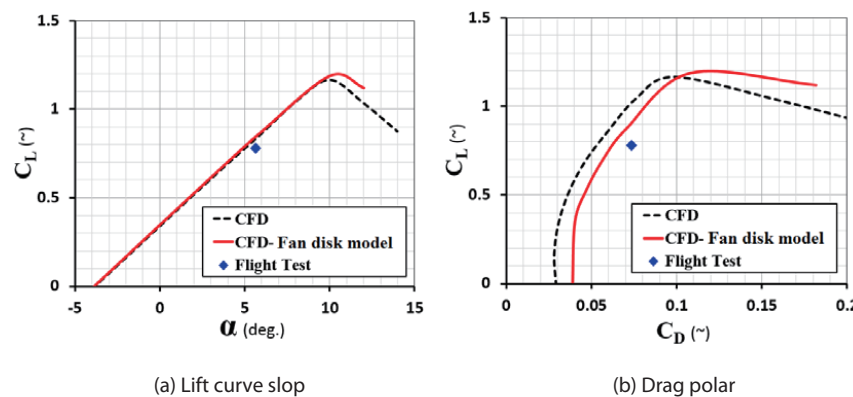 1.5
1
0.5
0
-5
0
5
10
15
C_L (~)
α (deg.)
CFD
CFD- Fan disk model
Flight Test
(a) Lift curve slop
1.5
1
0.5
0
0
0.05
0.1
0.15
0.2
C_L (~)
C_D (~)
CFD
CFD- Fan disk model
Flight Test
(b) Drag polar